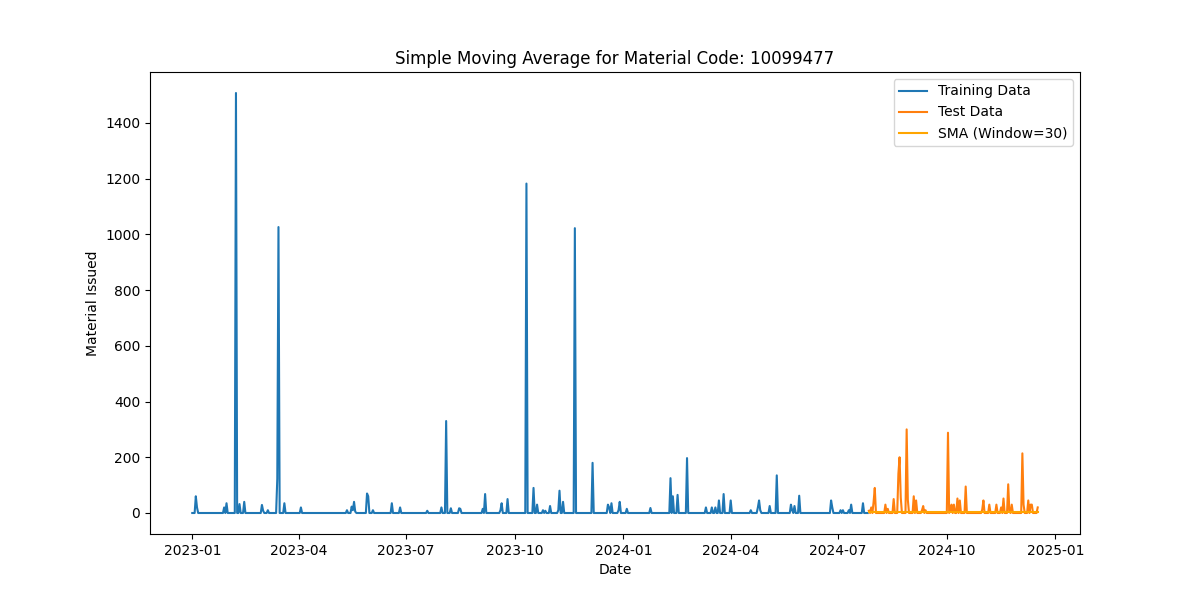 Simple Moving Average for Material Code: 10099477
Training Data
Test Data
SMA (Window=30)
Material Issued
1400
1200
1000
800
600
400
200
0
2023-01
2023-04
2023-07
2023-10
2024-01
2024-04
2024-07
2024-10
2025-01
Date